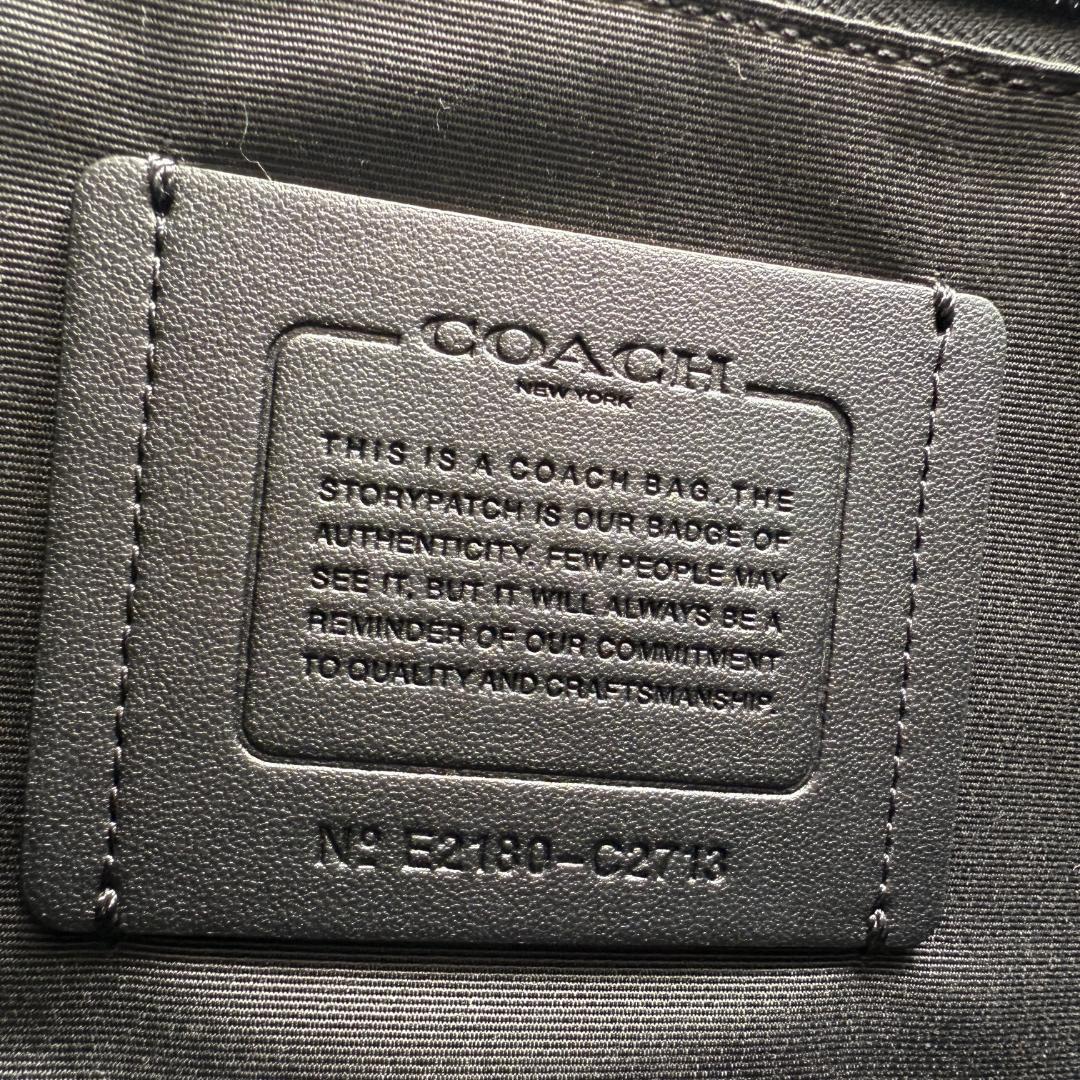 COACH
NEW YORK
THIS IS A COACH BAG. THE
STORYPATCH IS OUR BADGE OF
AUTHENTICITY. FEW PEOPLE MAY
SEE IT, BUT IT WILL ALWAYS BE A
REMINDER OF OUR COMMITMENT
TO QUALITY AND CRAFTSMANSHIP.
Nº E2180-C2713